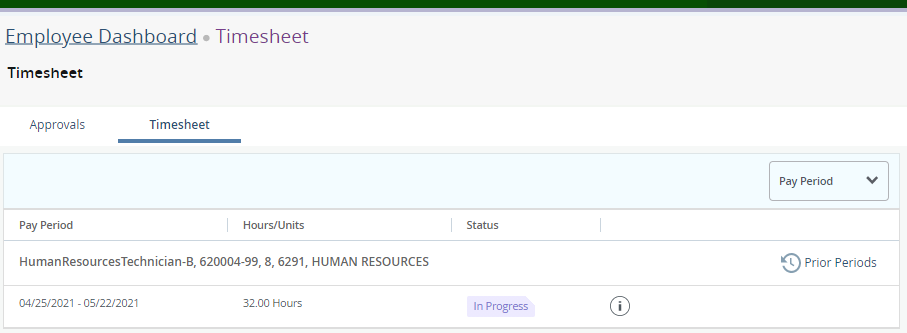 Employee Dashboard • Timesheet
Timesheet
Approvals Timesheet
Pay Period
Pay Period Hours/Units Status
HumanResourcesTechnician-B, 620004-99, 8, 6291, HUMAN RESOURCES Prior Periods
04/25/2021 - 05/22/2021 32.00 Hours In Progress i